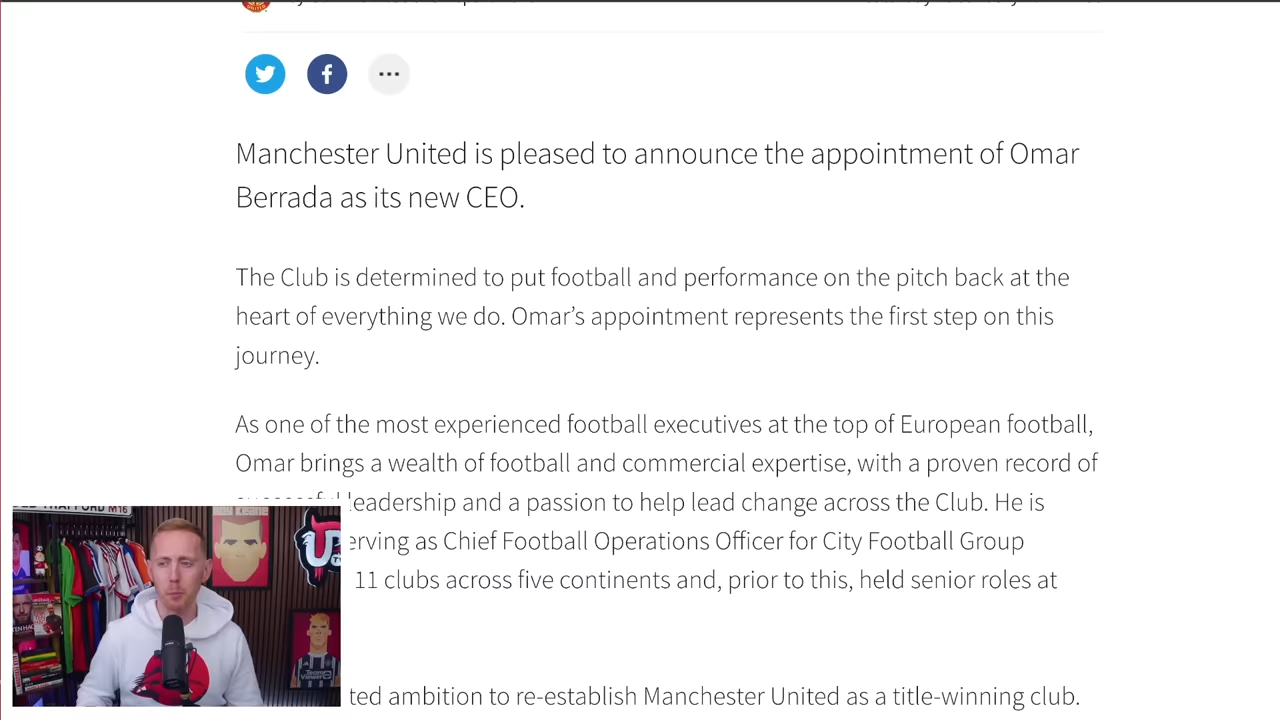 Manchester United is pleased to announce the appointment of Omar
Berrada as its new CEO.
The Club is determined to put football and performance on the pitch back at the
heart of everything we do. Omar’s appointment represents the first step on this
journey.
As one of the most experienced football executives at the top of European football,
Omar brings a wealth of football and commercial expertise, with a proven record of
leadership and a passion to help lead change across the Club. He is
erving as Chief Football Operations Officer for City Football Group
11 clubs across five continents and, prior to this, held senior roles at
ted ambition to re-establish Manchester United as a title-winning club.
TRAFFORD M16
TeamViewer